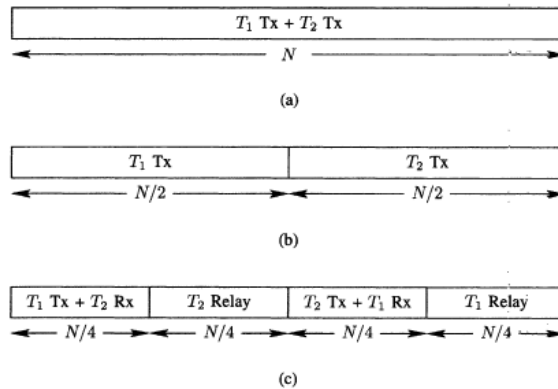 T₁ Tx + T₂ Tx
N
(a)
T₁ Tx T₂ Tx
N/2 N/2
(b)
T₁ Tx + T₂ Rx T₂ Relay T₂ Tx + T₁ Rx T₁ Relay
N/4 N/4 N/4 N/4
(c)